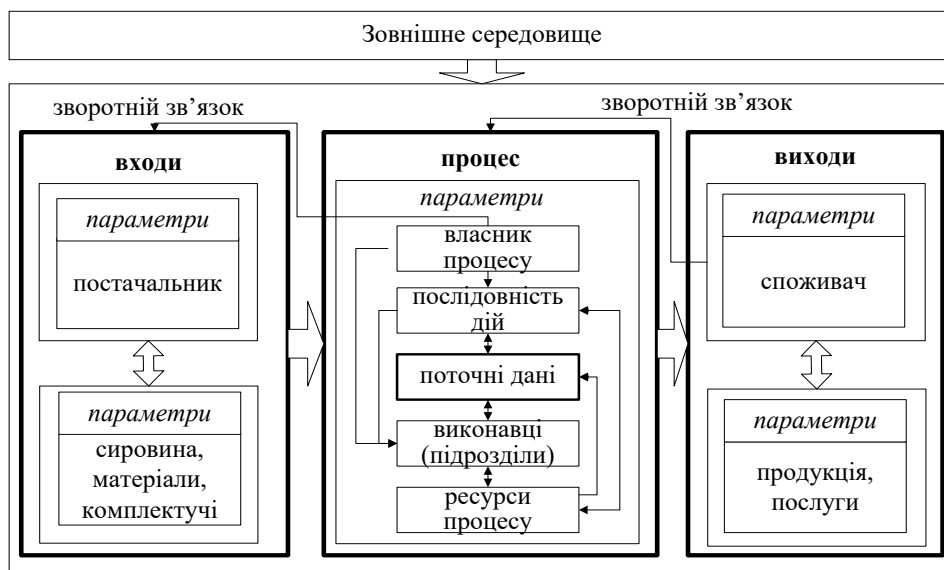 Зовнішнє середовище
зворотній зв’язок
зворотній зв’язок
входи
параметри
постачальник
параметри
сировина,
матеріали,
комплектучі
процес
параметри
власник
процесу
послідовність
дій
поточні дані
виконавці
(підрозділи)
ресурси
процесу
виходи
параметри
споживач
параметри
продукція,
послуги